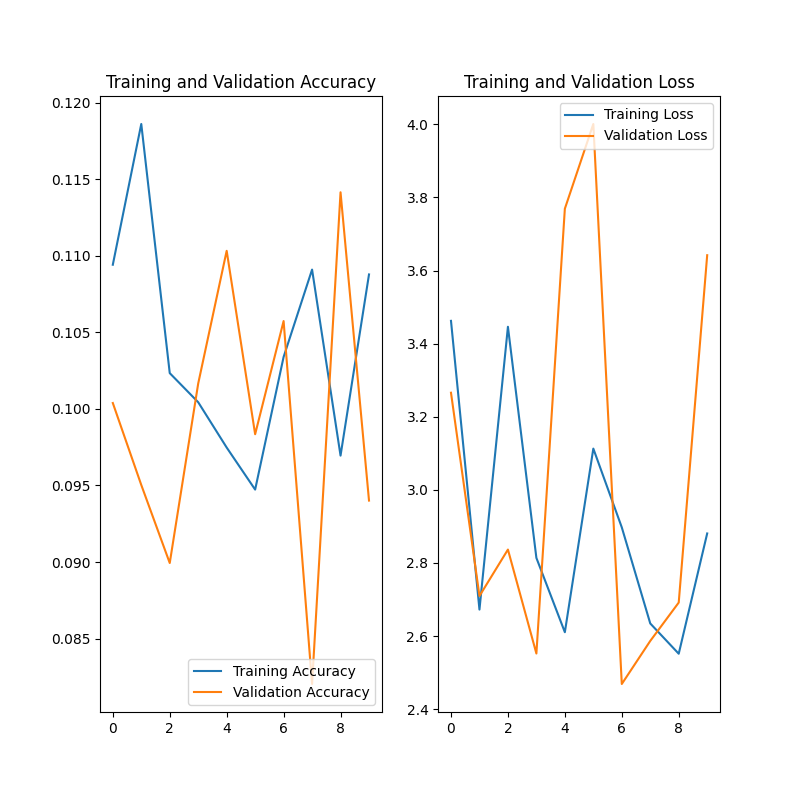 Training and Validation Accuracy
0.120
0.115
0.110
0.105
0.100
0.095
0.090
0.085
Training Accuracy
Validation Accuracy
0 2 4 6 8
Training and Validation Loss
Training Loss
Validation Loss
4.0
3.8
3.6
3.4
3.2
3.0
2.8
2.6
2.4
0 2 4 6 8